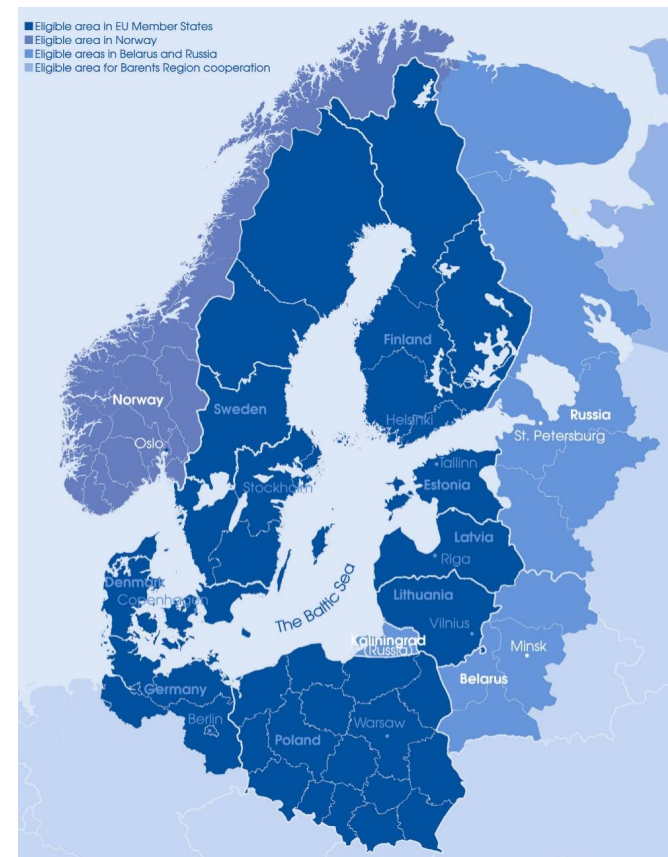 Eligible area in EU Member States
Eligible area in Norway
Eligible areas in Belarus and Russia
Eligible area for Barents Region cooperation
Finland
Norway
Sweden
Helsinki
Russia
St. Petersburg
Oslo
Tallinn
Stockholm
Estonia
Latvia
Riga
Denmark
Copenhagen
The Baltic Sea
Lithuania
Vilnius
Kaliningrad
(Russia)
Minsk
Belarus
Germany
Berlin
Warsaw
Poland